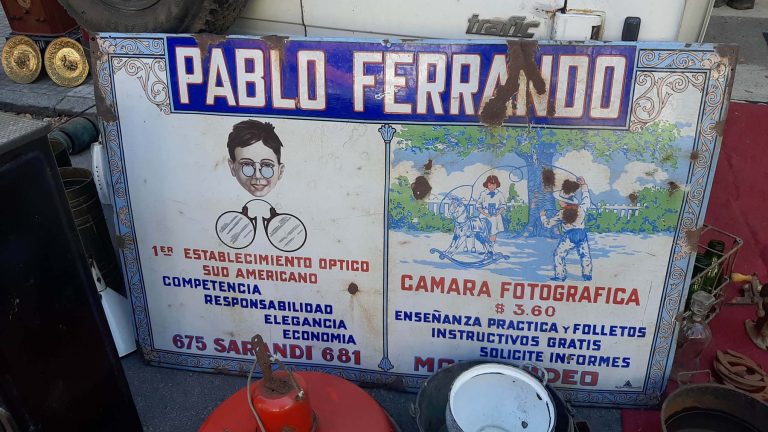 trafic
PABLO FERRANDO
1ER ESTABLECIMIENTO OPTICO
SUD AMERICANO
COMPETENCIA
RESPONSABILIDAD
ELEGANCIA
ECONOMIA
675 SARANDI 681
CAMARA FOTOGRAFICA
$ 3.60
ENSEÑANZA PRACTICA Y FOLLETOS
INSTRUCTIVOS GRATIS
SOLICITE INFORMES
MONTEVIDEO